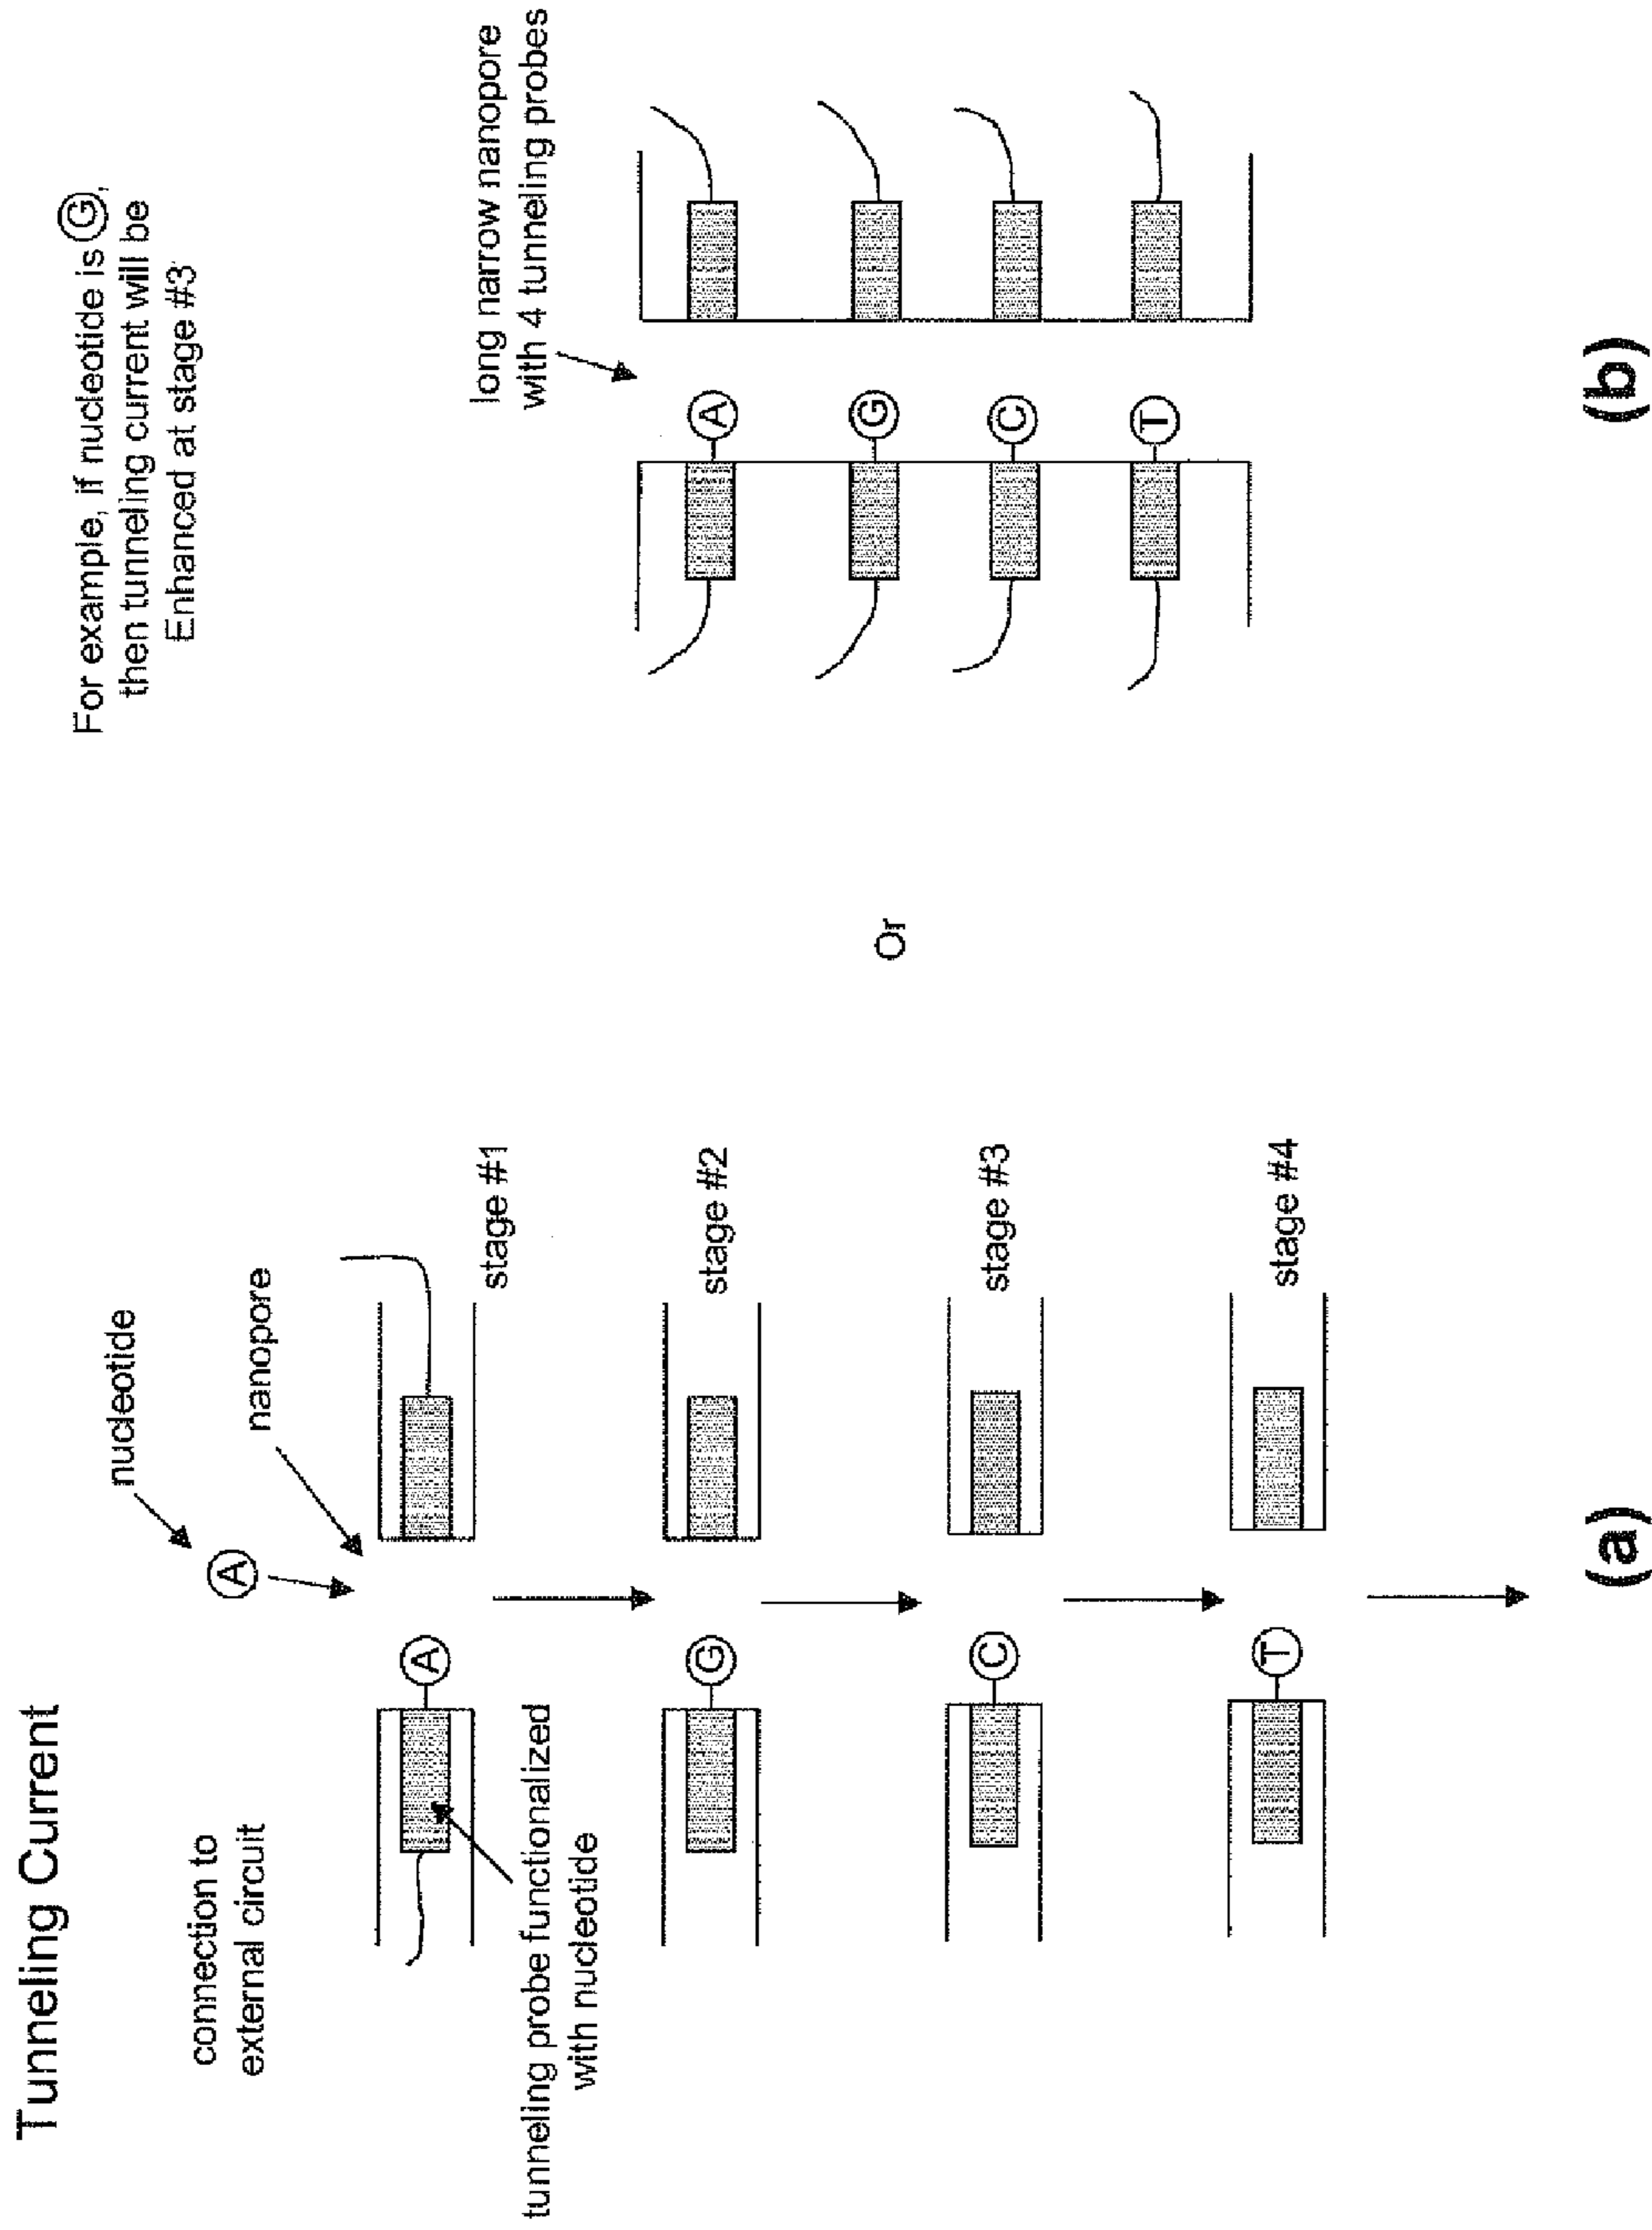 Tunneling Current
connection to
external circuit
nucleotide
A
nanopore
A
stage #1
tunneling probe functionalized
with nucleotide
G
stage #2
C
stage #3
T
stage #4
(a)
Or
For example, if nucleotide is G,
then tunneling current will be
Enhanced at stage #3
long narrow nanopore
with 4 tunneling probes
A
G
C
T
(b)